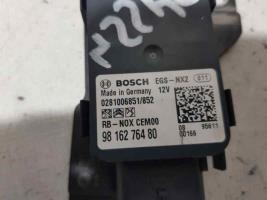 N22A
BOSCH EGS-NX2 011
Made in Germany 12V
0281006851/852
RB-NOX CEM00
98 162 764 80
08 95611
00166